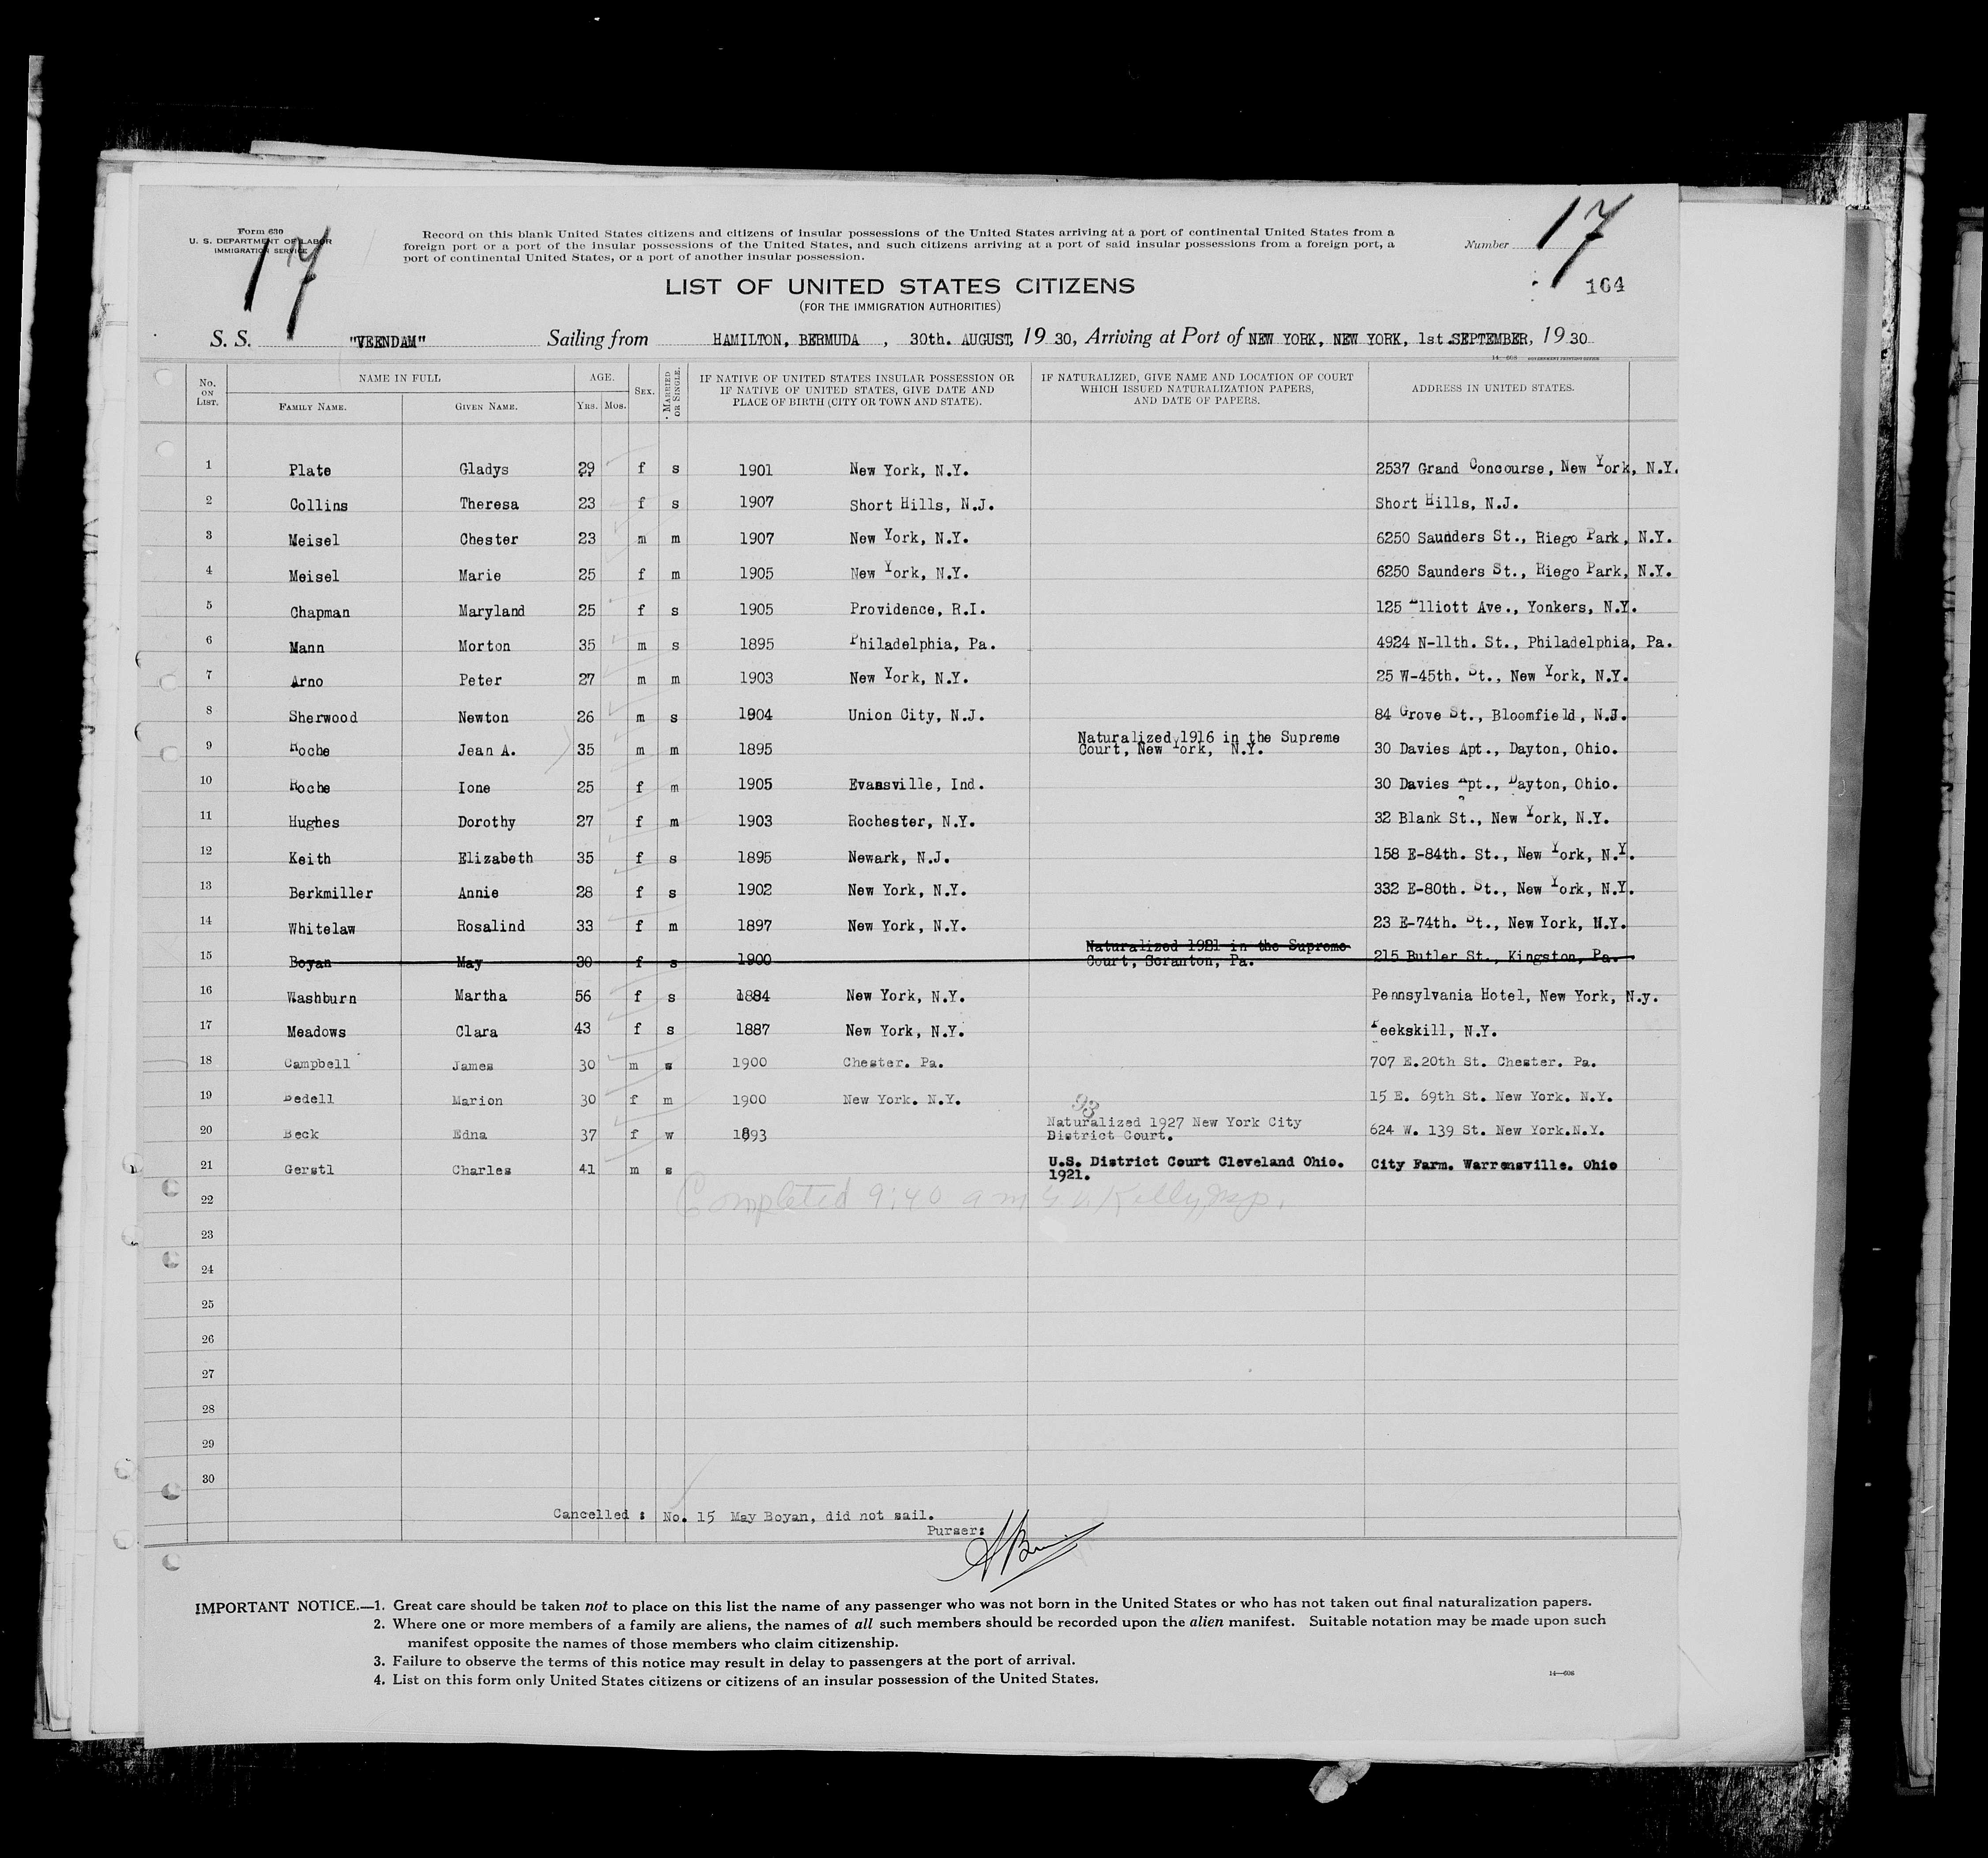 Form 630
U. S. DEPARTMENT OF LABOR
IMMIGRATION SERVICE
17
Record on this blank United States citizens and citizens of insular possessions of the United States arriving at a port of continental United States from a
foreign port or a port of the insular possessions of the United States, and such citizens arriving at a port of said insular possessions from a foreign port, a
port of continental United States, or a port of another insular possession.
Number 17
164
LIST OF UNITED STATES CITIZENS
(FOR THE IMMIGRATION AUTHORITIES)
S. S. "VEENDAM" Sailing from HAMILTON, BERMUDA , 30th. AUGUST, 1930, Arriving at Port of NEW YORK, NEW YORK, 1st.SEPTEMBER, 1930
14—608 GOVERNMENT PRINTING OFFICE
No. ON LIST. NAME IN FULL FAMILY NAME. GIVEN NAME. AGE. YRS. MOS. SEX. MARRIED OR SINGLE. IF NATIVE OF UNITED STATES INSULAR POSSESSION OR IF NATIVE OF UNITED STATES, GIVE DATE AND PLACE OF BIRTH (CITY OR TOWN AND STATE). IF NATURALIZED, GIVE NAME AND LOCATION OF COURT WHICH ISSUED NATURALIZATION PAPERS, AND DATE OF PAPERS. ADDRESS IN UNITED STATES.
1 Plate Gladys 29 f s 1901 New York, N.Y. 2537 Grand Concourse, New York, N.Y.
2 Collins Theresa 23 f s 1907 Short Hills, N.J. Short Hills, N.J.
3 Meisel Chester 23 m m 1907 New York, N.Y. 6250 Saunders St., Riego Park, N.Y.
4 Meisel Marie 25 f m 1905 New York, N.Y. 6250 Saunders St., Riego Park, N.Y.
5 Chapman Maryland 25 f s 1905 Providence, R.I. 125 Elliott Ave., Yonkers, N.Y.
6 Mann Morton 35 m s 1895 Philadelphia, Pa. 4924 N-11th. St., Philadelphia, Pa.
7 Arno Peter 27 m m 1903 New York, N.Y. 25 W-45th. St., New York, N.Y.
8 Sherwood Newton 26 m s 1904 Union City, N.J. 84 Grove St., Bloomfield, N.J.
9 Roche Jean A. 35 m m 1895 Naturalized 1916 in the Supreme Court, New York, N.Y. 30 Davies Apt., Dayton, Ohio.
10 Roche Ione 25 f m 1905 Evansville, Ind. 30 Davies Apt., Dayton, Ohio.
11 Hughes Dorothy 27 f m 1903 Rochester, N.Y. 32 Blank St., New York, N.Y.
12 Keith Elizabeth 35 f s 1895 Newark, N.J. 158 E-84th. St., New York, N.Y.
13 Berkmiller Annie 28 f s 1902 New York, N.Y. 332 E-80th. St., New York, N.Y.
14 Whitelaw Rosalind 33 f m 1897 New York, N.Y. 23 E-74th. St., New York, N.Y.
15 Boyan May 30 f s 1900 Naturalized 1921 in the Supreme Court, Scranton, Pa. 215 Butler St., Kingston, Pa.
16 Washburn Martha 56 f s 1884 New York, N.Y. Pennsylvania Hotel, New York, N.y.
17 Meadows Clara 43 f s 1887 New York, N.Y. Peekskill, N.Y.
18 Campbell James 30 m s 1900 Chester. Pa. 707 E.20th St. Chester. Pa.
19 Bedell Marion 30 f m 1900 New York. N.Y. 15 E. 69th St. New York. N.Y.
93
20 Beck Edna 37 f w 1893 Naturalized 1927 New York City District Court. 624 W. 139 St. New York.N.Y.
21 Gerstl Charles 41 m s U.S. District Court Cleveland Ohio. 1921. City Farm. Warrensville. Ohio
22 Completed 9:40 am Kelly, Insp.
23
24
25
26
27
28
29
30
Cancelled : No. 15 May Boyan, did not sail.
Purser:
IMPORTANT NOTICE.—1. Great care should be taken not to place on this list the name of any passenger who was not born in the United States or who has not taken out final naturalization papers.
2. Where one or more members of a family are aliens, the names of all such members should be recorded upon the alien manifest. Suitable notation may be made upon such
manifest opposite the names of those members who claim citizenship.
3. Failure to observe the terms of this notice may result in delay to passengers at the port of arrival.
4. List on this form only United States citizens or citizens of an insular possession of the United States.
14—608